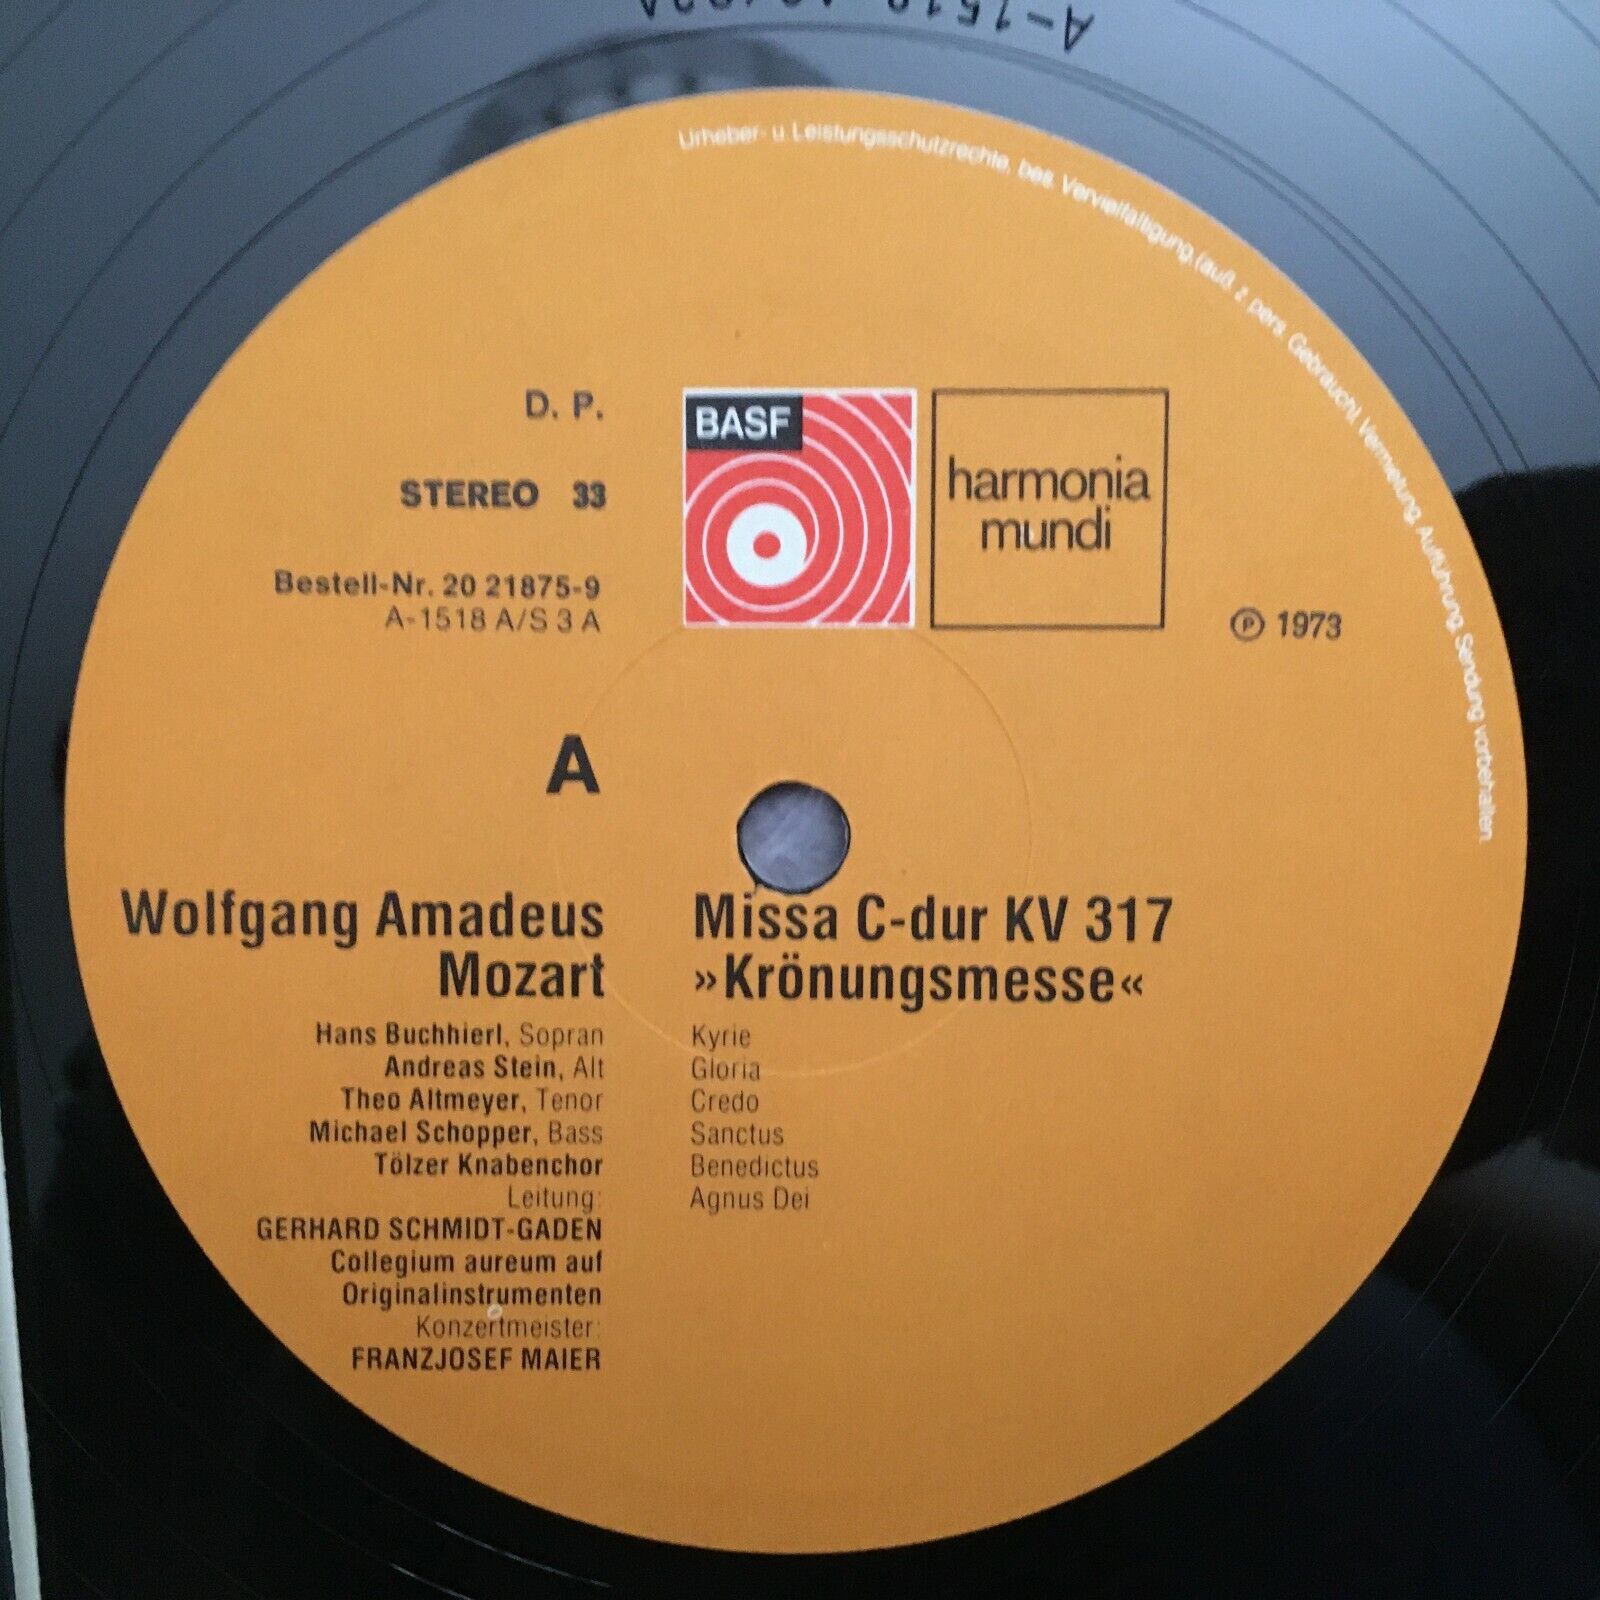 A-1518
Urheber- u. Leistungsschutzrechte, bes. Vervielfältigung, (auß. z. pers. Gebrauch), Vermietung, Aufführung, Sendung vorbehalten.
D. P.
STEREO 33
Bestell-Nr. 20 21875-9
A-1518 A/S 3 A
BASF
harmonia
mundi
℗ 1973
A
Wolfgang Amadeus
Mozart
Hans Buchhierl, Sopran
Andreas Stein, Alt
Theo Altmeyer, Tenor
Michael Schopper, Bass
Tölzer Knabenchor
Leitung:
GERHARD SCHMIDT-GADEN
Collegium aureum auf
Originalinstrumenten
Konzertmeister:
FRANZJOSEF MAIER
Missa C-dur KV 317
»Krönungsmesse«
Kyrie
Gloria
Credo
Sanctus
Benedictus
Agnus Dei